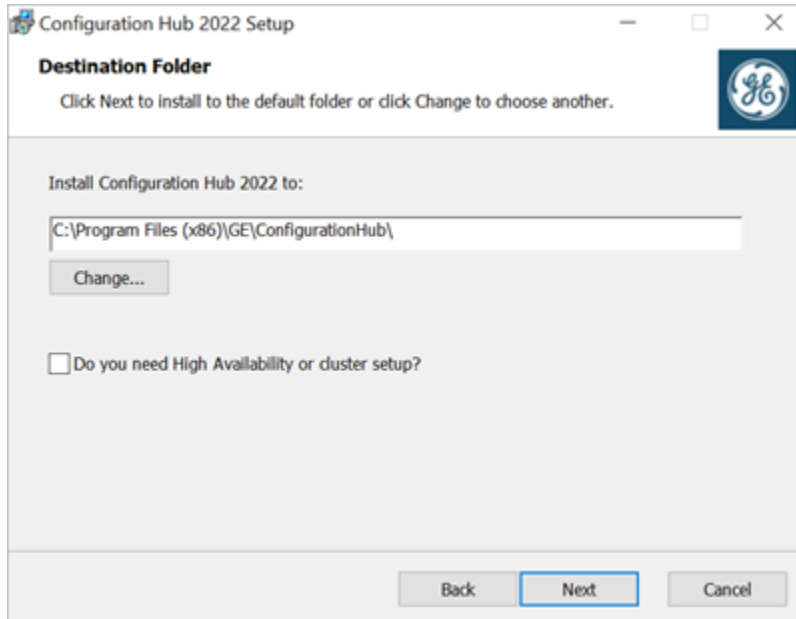 Configuration Hub 2022 Setup
Destination Folder
Click Next to install to the default folder or click Change to choose another.
Install Configuration Hub 2022 to:
C:\Program Files (x86)\GE\ConfigurationHub\
Change...
Do you need High Availability or cluster setup?
Back Next Cancel